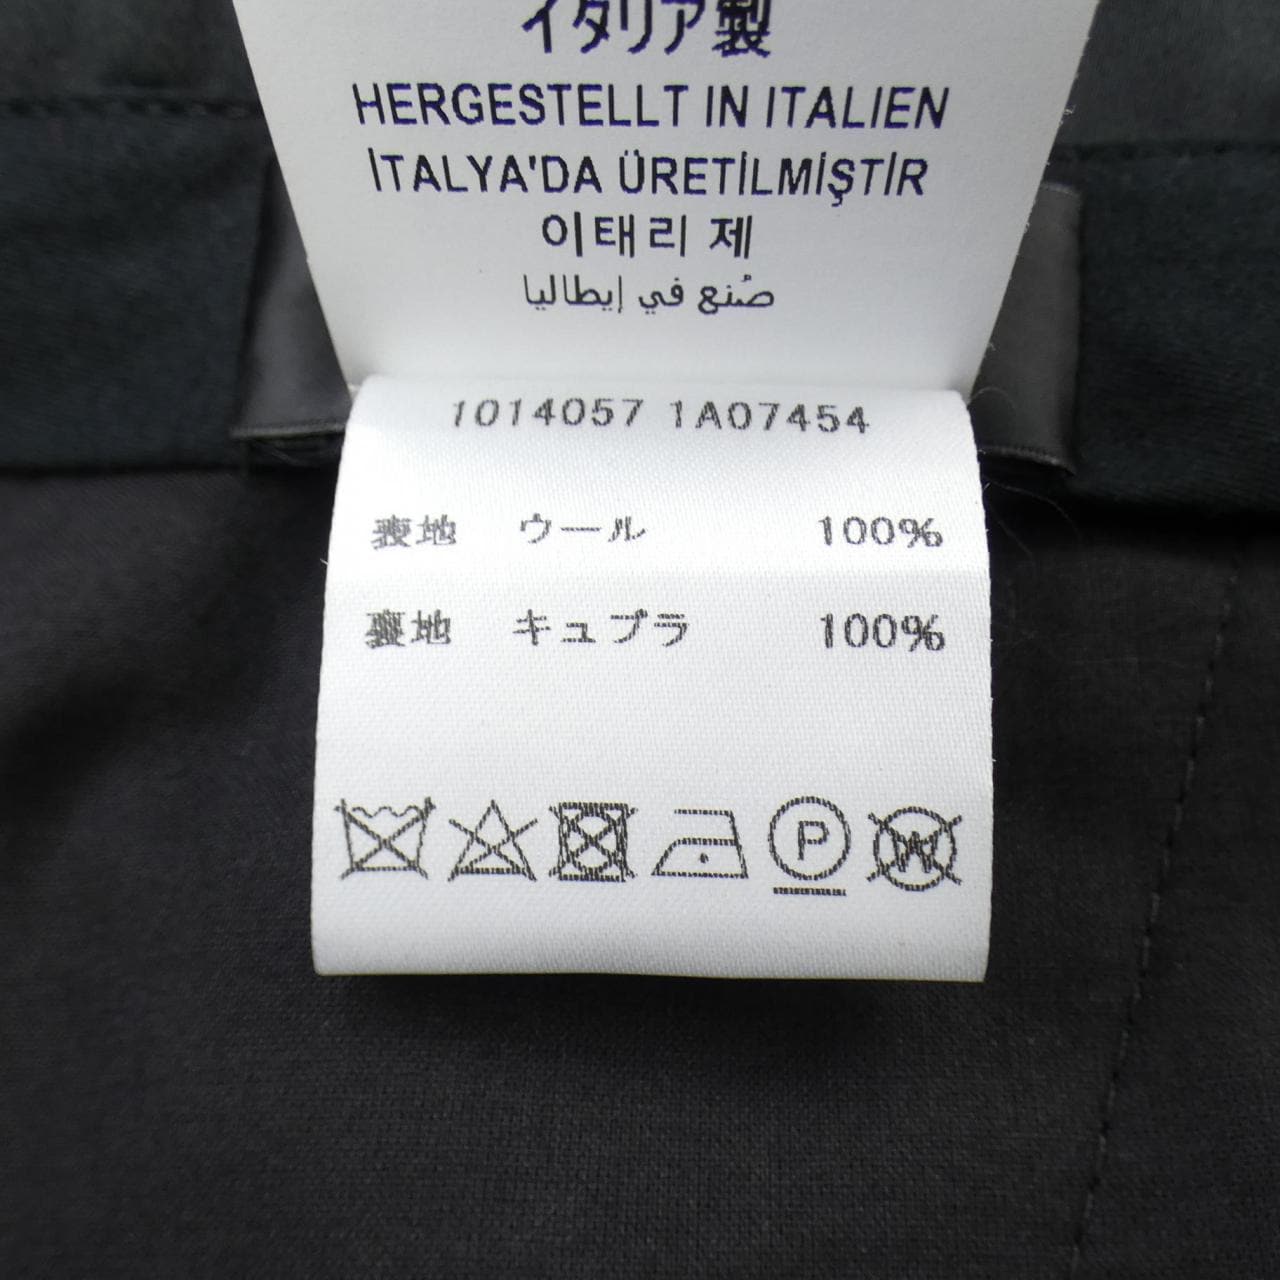 イタリア製
HERGESTELLT IN ITALIEN
İTALYA'DA ÜRETİLMİŞTİR
이태리 제
صُنع في إيطاليا
1014057 1A07454
表地 ウール 100%
裏地 キュプラ 100%
P W